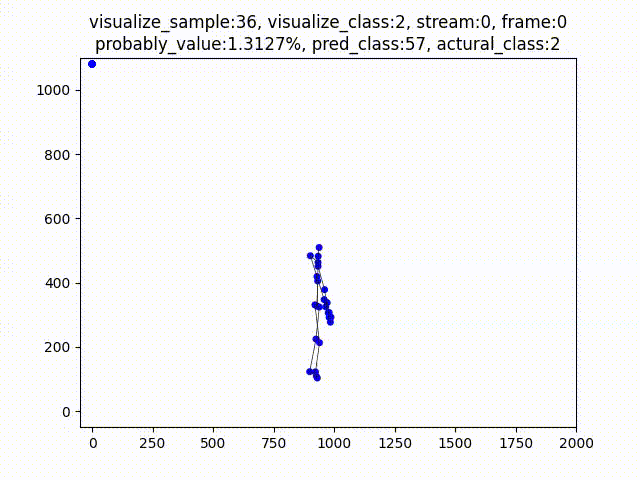 visualize_sample:36, visualize_class:2, stream:0, frame:0
probably_value:1.3127%, pred_class:57, actural_class:2
1000
800
600
400
200
0
0 250 500 750 1000 1250 1500 1750 2000